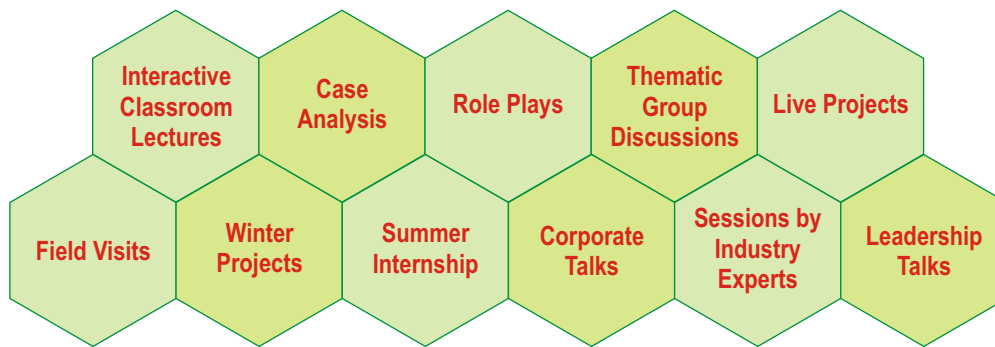 Interactive
Classroom
Lectures
Case
Analysis
Role Plays
Thematic
Group
Discussions
Live Projects
Field Visits
Winter
Projects
Summer
Internship
Corporate
Talks
Sessions by
Industry
Experts
Leadership
Talks